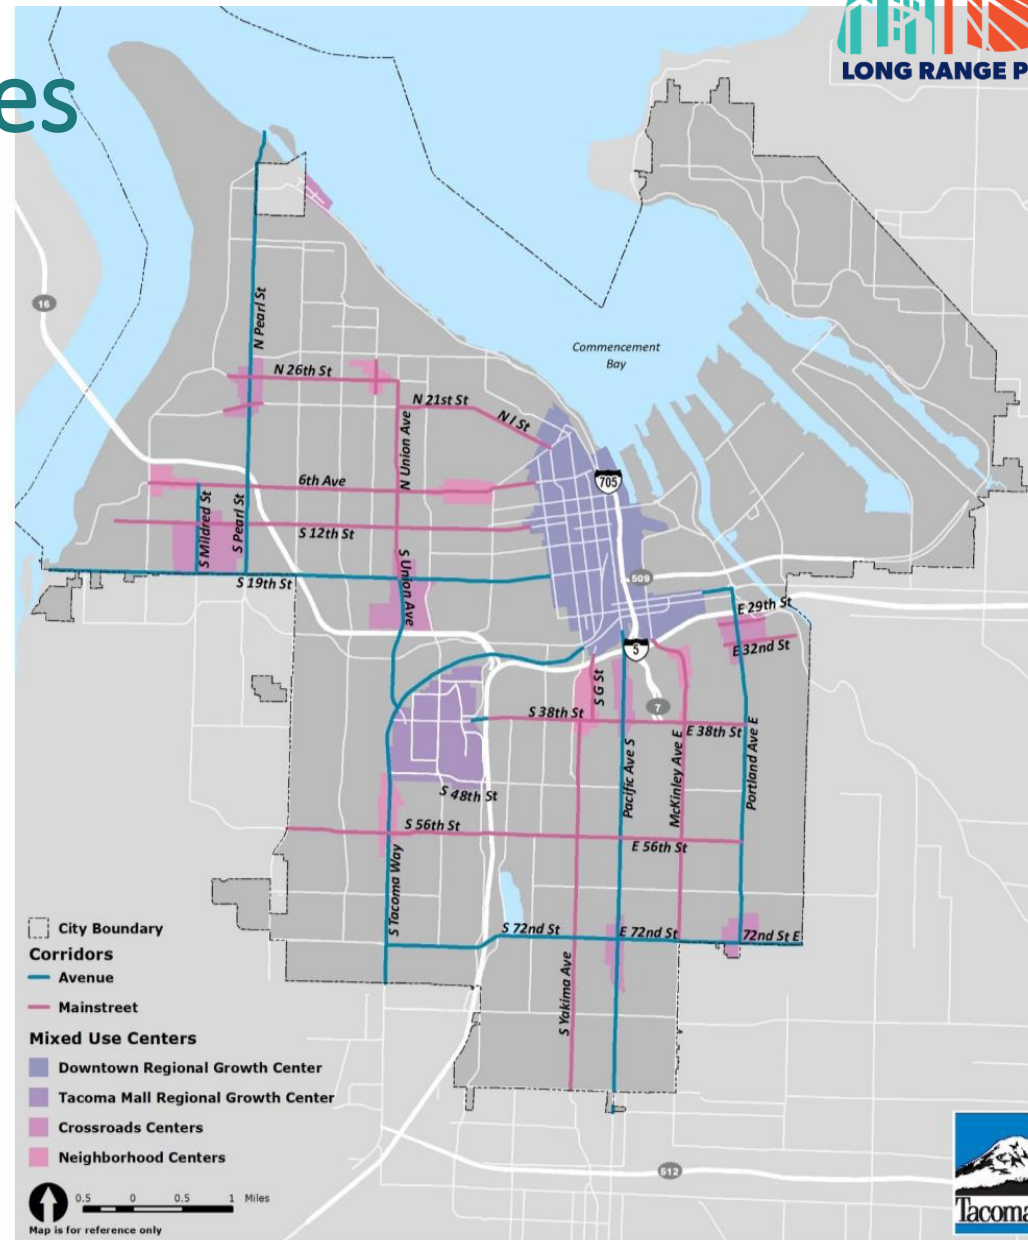 es
LONG RANGE P
16
N Pearl St
Commencement
Bay
N 26th St
N 21st St
N I St
N Union Ave
705
6th Ave
S Mildred St
S Pearl St
S 12th St
S Union Ave
S 19th St
509
E 29th St
E 32nd St
5
S G St
7
S 38th St
E 38th St
Pacific Ave S
McKinley Ave E
Portland Ave E
S 48th St
S 56th St
E 56th St
S Tacoma Way
S 72nd St
E 72nd St
72nd St E
S Yakima Ave
512
City Boundary
Corridors
Avenue
Mainstreet
Mixed Use Centers
Downtown Regional Growth Center
Tacoma Mall Regional Growth Center
Crossroads Centers
Neighborhood Centers
0.5 0 0.5 1 Miles
Map is for reference only
Tacoma